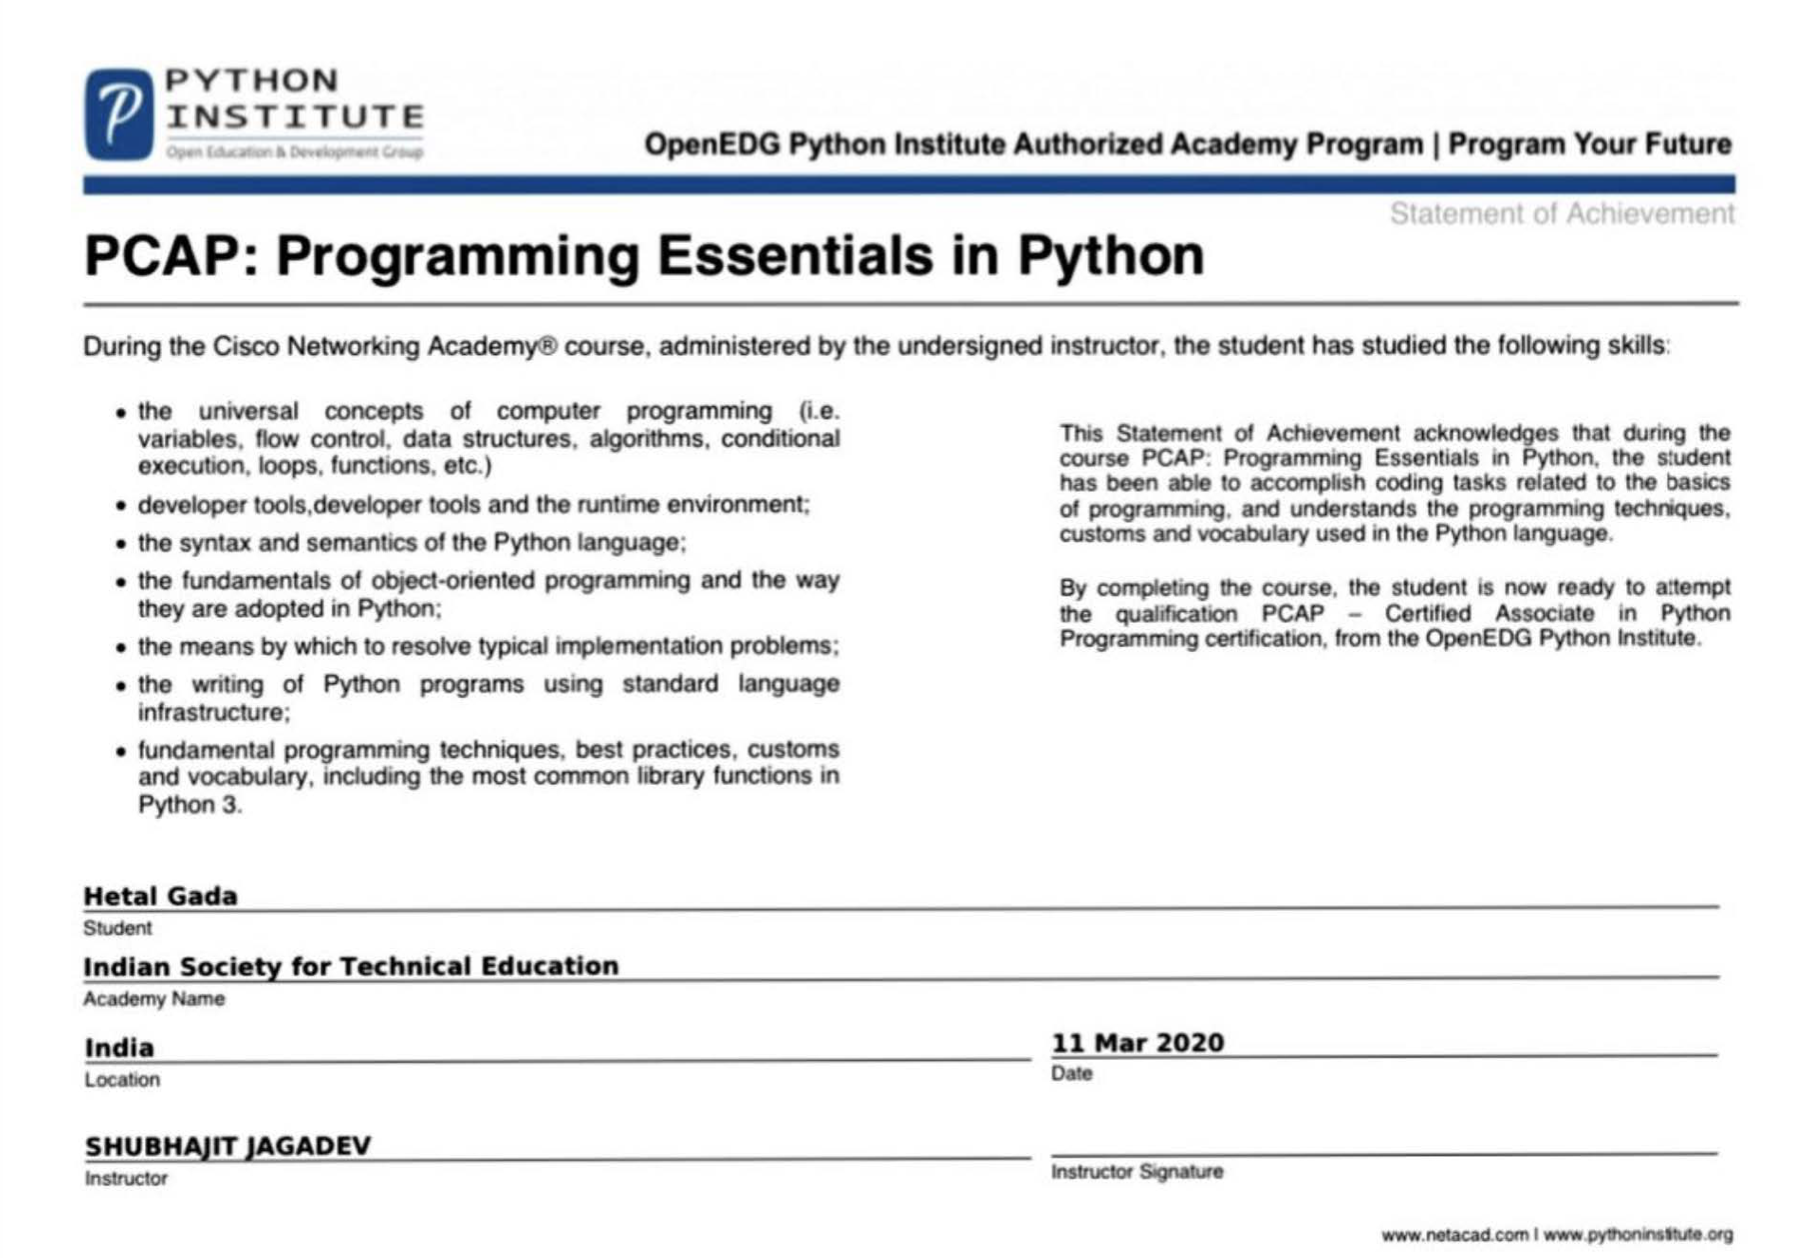 PYTHON
INSTITUTE
Open Education & Development Group
OpenEDG Python Institute Authorized Academy Program | Program Your Future
Statement of Achievement
PCAP: Programming Essentials in Python
During the Cisco Networking Academy® course, administered by the undersigned instructor, the student has studied the following skills:
• the universal concepts of computer programming (i.e.
variables, flow control, data structures, algorithms, conditional
execution, loops, functions, etc.)
• developer tools,developer tools and the runtime environment;
• the syntax and semantics of the Python language;
• the fundamentals of object-oriented programming and the way
they are adopted in Python;
• the means by which to resolve typical implementation problems;
• the writing of Python programs using standard language
infrastructure;
• fundamental programming techniques, best practices, customs
and vocabulary, including the most common library functions in
Python 3.
This Statement of Achievement acknowledges that during the
course PCAP: Programming Essentials in Python, the student
has been able to accomplish coding tasks related to the basics
of programming, and understands the programming techniques,
customs and vocabulary used in the Python language.
By completing the course, the student is now ready to attempt
the qualification PCAP – Certified Associate in Python
Programming certification, from the OpenEDG Python Institute.
Hetal Gada
Student
Indian Society for Technical Education
Academy Name
India
Location
11 Mar 2020
Date
SHUBHAJIT JAGADEV
Instructor
Instructor Signature
www.netacad.com | www.pythoninstitute.org